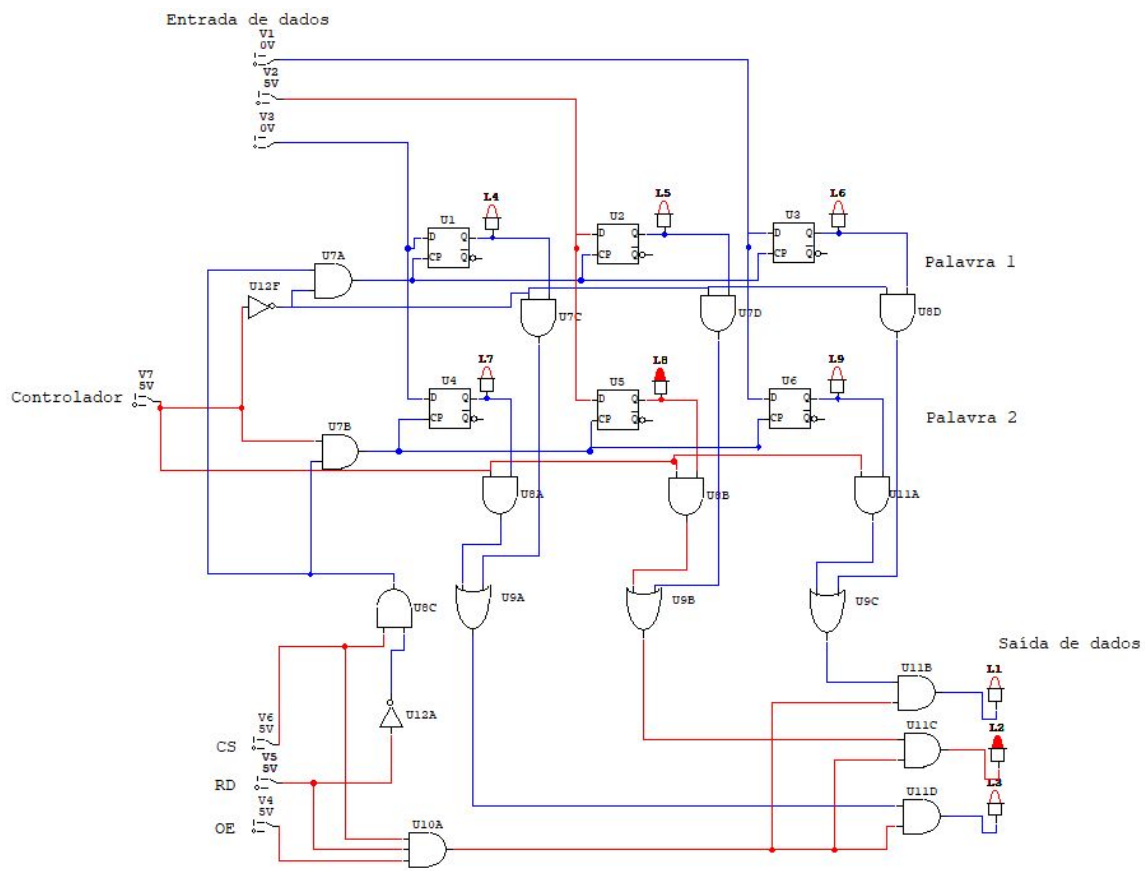 Entrada de dados
V1
0V
V2
5V
V3
0V
L4
L5
L6
U1
U2
U3
D Q
CP Q
D Q
CP Q
D Q
CP Q
Palavra 1
U7A
U12F
U7C
U7D
U8D
L7
L8
L9
V7
5V
Controlador
U4
U5
U6
D Q
CP Q
D Q
CP Q
D Q
CP Q
Palavra 2
U7B
U8A
U8B
U11A
U8C
U9A
U9B
U9C
Saída de dados
U11B
L1
U12A
V6
5V
CS
U11C
L2
V5
5V
RD
U11D
L3
V4
5V
OE
U10A